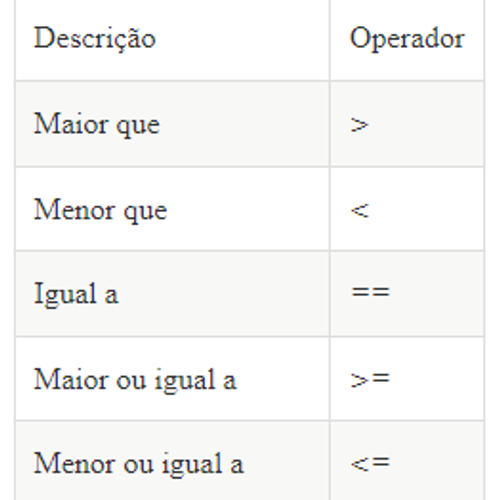 Descrição Operador
Maior que >
Menor que <
Igual a ==
Maior ou igual a >=
Menor ou igual a <=